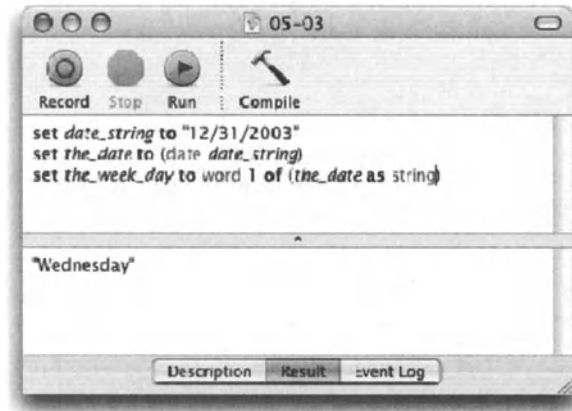 05-03
Record Stop Run Compile
set date_string to "12/31/2003"
set the_date to (date date_string)
set the_week_day to word 1 of (the_date as string)
"Wednesday"
Description Result Event Log